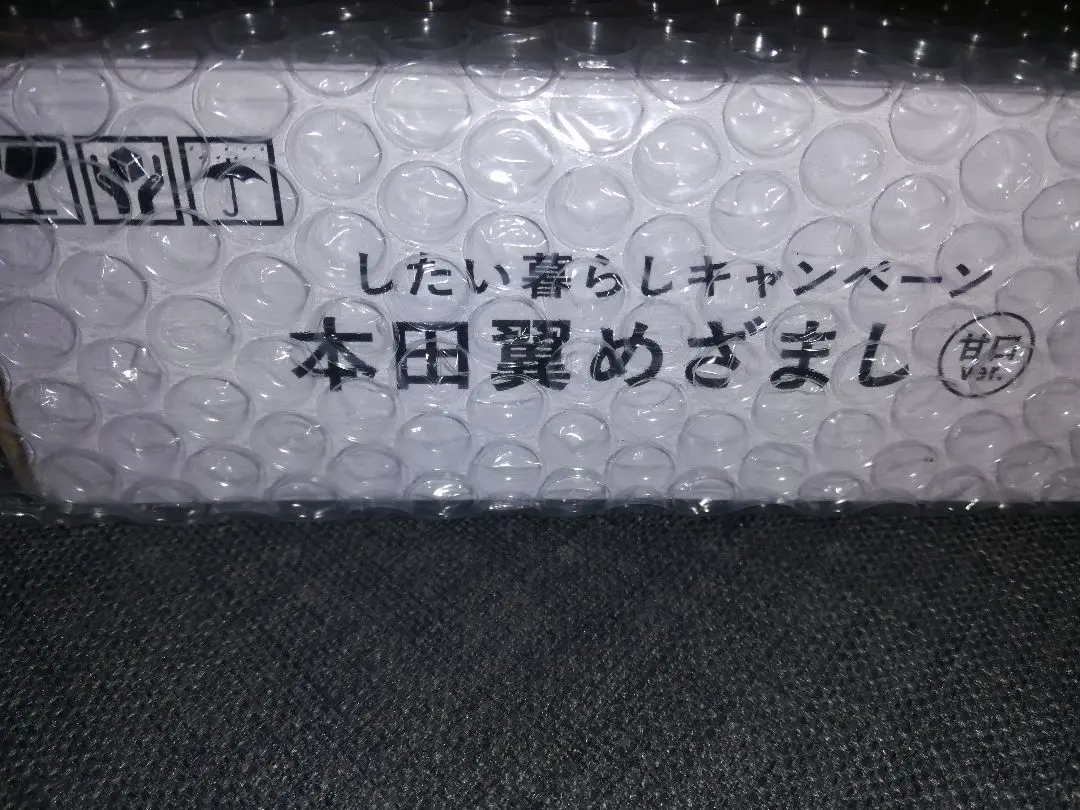 したい暮らしキャンペーン
本田翼めざまし
甘口
ver.